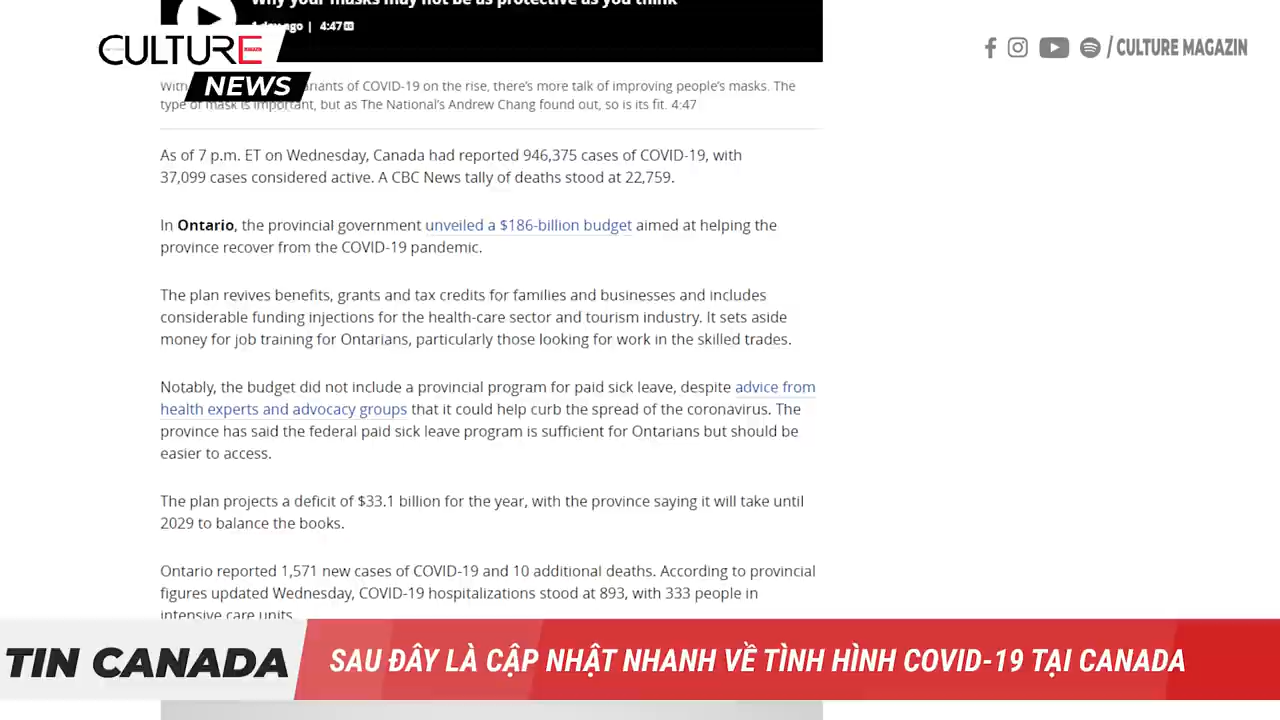 Why your masks may not be as protective as you think
1 day ago | 4:47
CULTURE
MAGAZIN
NEWS
/ CULTURE MAGAZIN
With ariants of COVID-19 on the rise, there's more talk of improving people's masks. The
type of mask is important, but as The National's Andrew Chang found out, so is its fit. 4:47
As of 7 p.m. ET on Wednesday, Canada had reported 946,375 cases of COVID-19, with
37,099 cases considered active. A CBC News tally of deaths stood at 22,759.
In Ontario, the provincial government unveiled a $186-billion budget aimed at helping the
province recover from the COVID-19 pandemic.
The plan revives benefits, grants and tax credits for families and businesses and includes
considerable funding injections for the health-care sector and tourism industry. It sets aside
money for job training for Ontarians, particularly those looking for work in the skilled trades.
Notably, the budget did not include a provincial program for paid sick leave, despite advice from
health experts and advocacy groups that it could help curb the spread of the coronavirus. The
province has said the federal paid sick leave program is sufficient for Ontarians but should be
easier to access.
The plan projects a deficit of $33.1 billion for the year, with the province saying it will take until
2029 to balance the books.
Ontario reported 1,571 new cases of COVID-19 and 10 additional deaths. According to provincial
figures updated Wednesday, COVID-19 hospitalizations stood at 893, with 333 people in
intensive care units.
TIN CANADA
SAU ĐÂY LÀ CẬP NHẬT NHANH VỀ TÌNH HÌNH COVID-19 TẠI CANADA